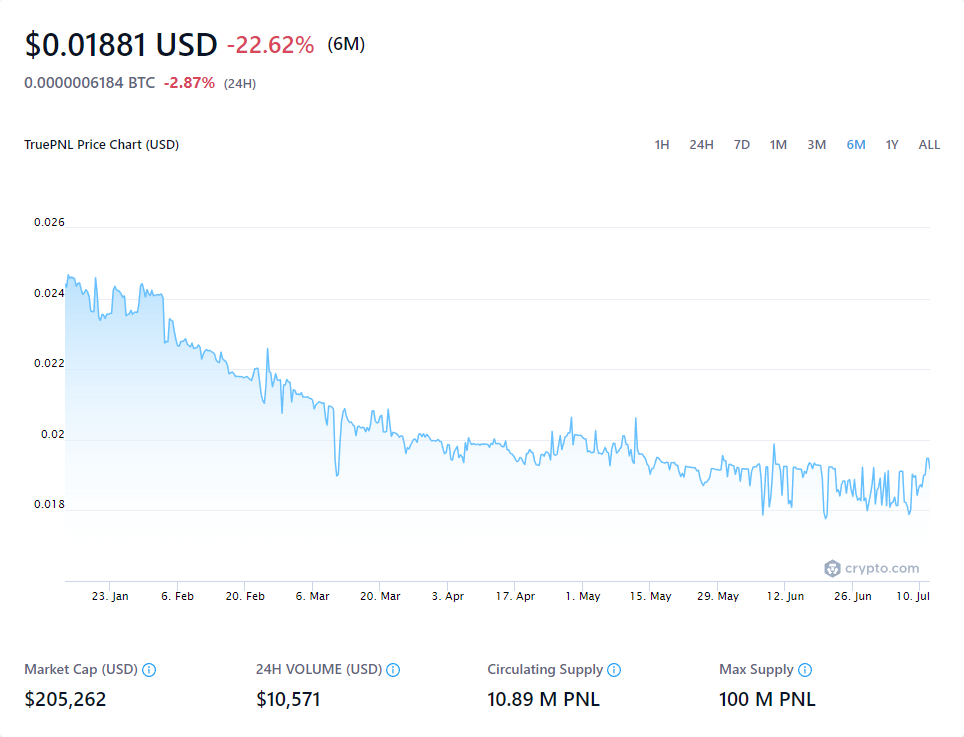 $0.01881 USD -22.62% (6M)
0.0000006184 BTC -2.87% (24H)
TruePNL Price Chart (USD)
1H 24H 7D 1M 3M 6M 1Y ALL
0.026
0.024
0.022
0.02
0.018
crypto.com
23. Jan 6. Feb 20. Feb 6. Mar 20. Mar 3. Apr 17. Apr 1. May 15. May 29. May 12. Jun 26. Jun 10. Jul
Market Cap (USD) 24H VOLUME (USD) Circulating Supply Max Supply
$205,262 $10,571 10.89 M PNL 100 M PNL